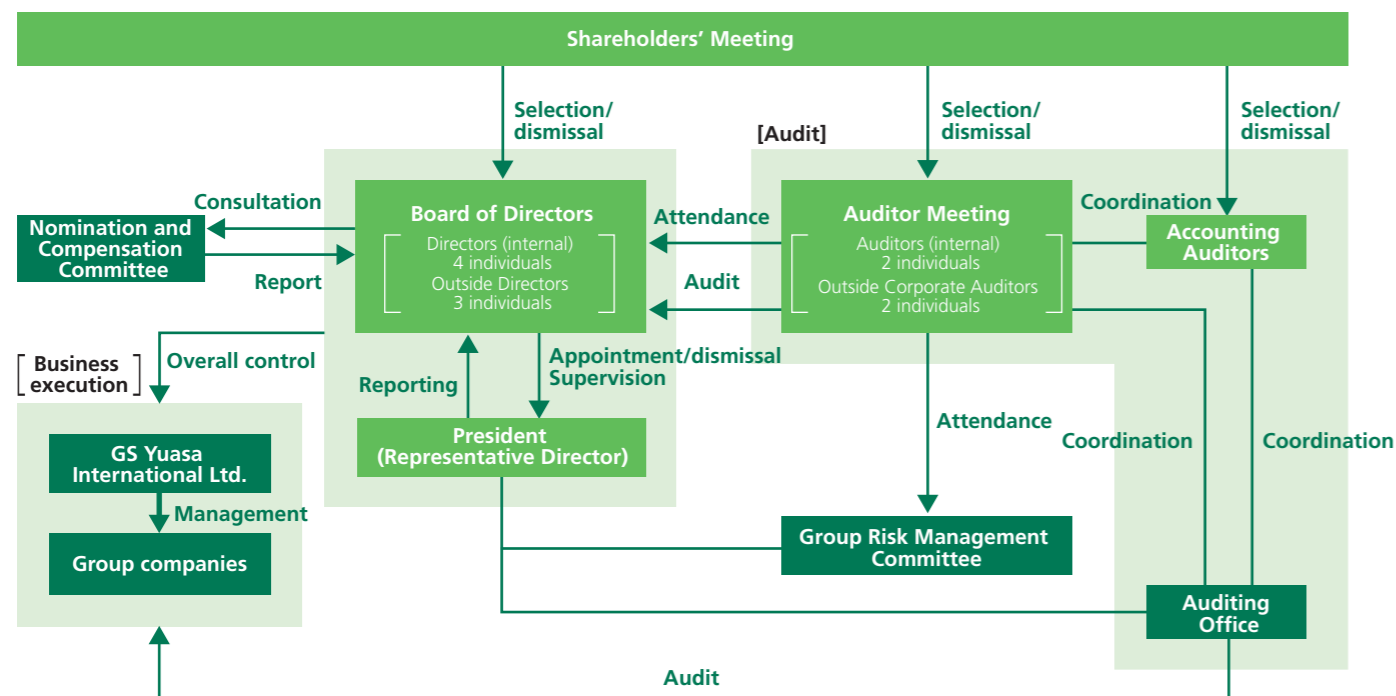 Shareholders' Meeting
Selection/
dismissal
Selection/
dismissal
Selection/
dismissal
[Audit]
Consultation
Nomination and
Compensation
Committee
Report
Board of Directors
Directors (internal)
4 individuals
Outside Directors
3 individuals
Attendance
Audit
Auditor Meeting
Auditors (internal)
2 individuals
Outside Corporate Auditors
2 individuals
Coordination
Accounting
Auditors
[Business
execution]
Overall control
Reporting
Appointment/dismissal
Supervision
President
(Representative Director)
Attendance
Coordination
Coordination
GS Yuasa
International Ltd.
Management
Group companies
Group Risk Management
Committee
Auditing
Office
Audit